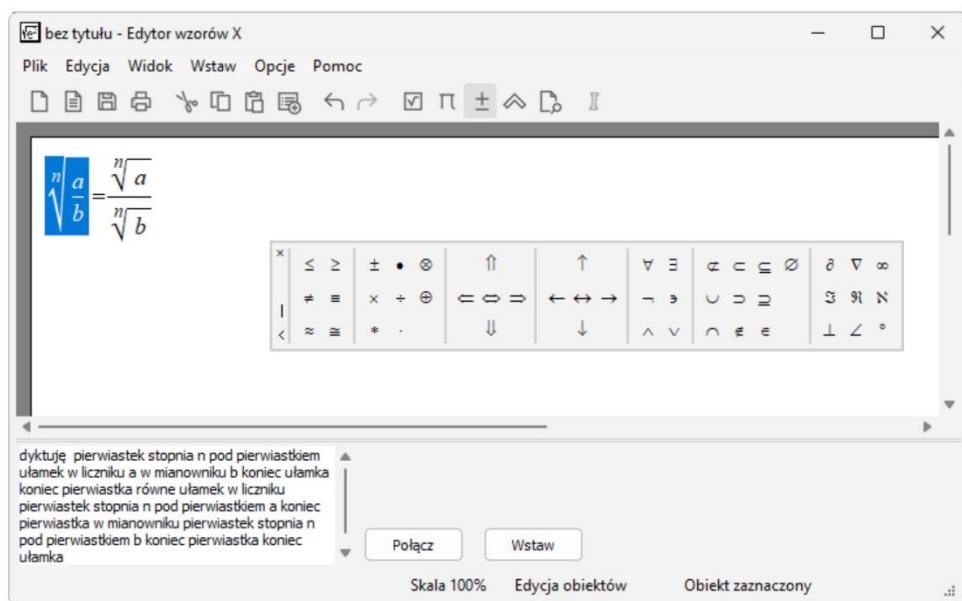 bez tytułu - Edytor wzorów X
Plik Edycja Widok Wstaw Opcje Pomoc
n a n a
b = n b
≤ ≥ ± • ⊗ ⇑ ↑ ∀ ∃ ⊄ ⊂ ⊆ ∅ ∂ ∇ ∞
≠ ≡ × ÷ ⊕ ⇐ ⇔ ⇒ ← ↔ → ¬ ∍ ∪ ⊃ ⊇ ℑ ℜ ℵ
≈ ≅ * · ⇓ ↓ ∧ ∨ ∩ ∉ ∈ ⊥ ∠ °
dyktuję pierwiastek stopnia n pod pierwiastkiem
ułamek w liczniku a w mianowniku b koniec ułamka
koniec pierwiastka równe ułamek w liczniku
pierwiastek stopnia n pod pierwiastkiem a koniec
pierwiastka w mianowniku pierwiastek stopnia n
pod pierwiastkiem b koniec pierwiastka koniec
ułamka
Połącz Wstaw
Skala 100% Edycja obiektów Obiekt zaznaczony